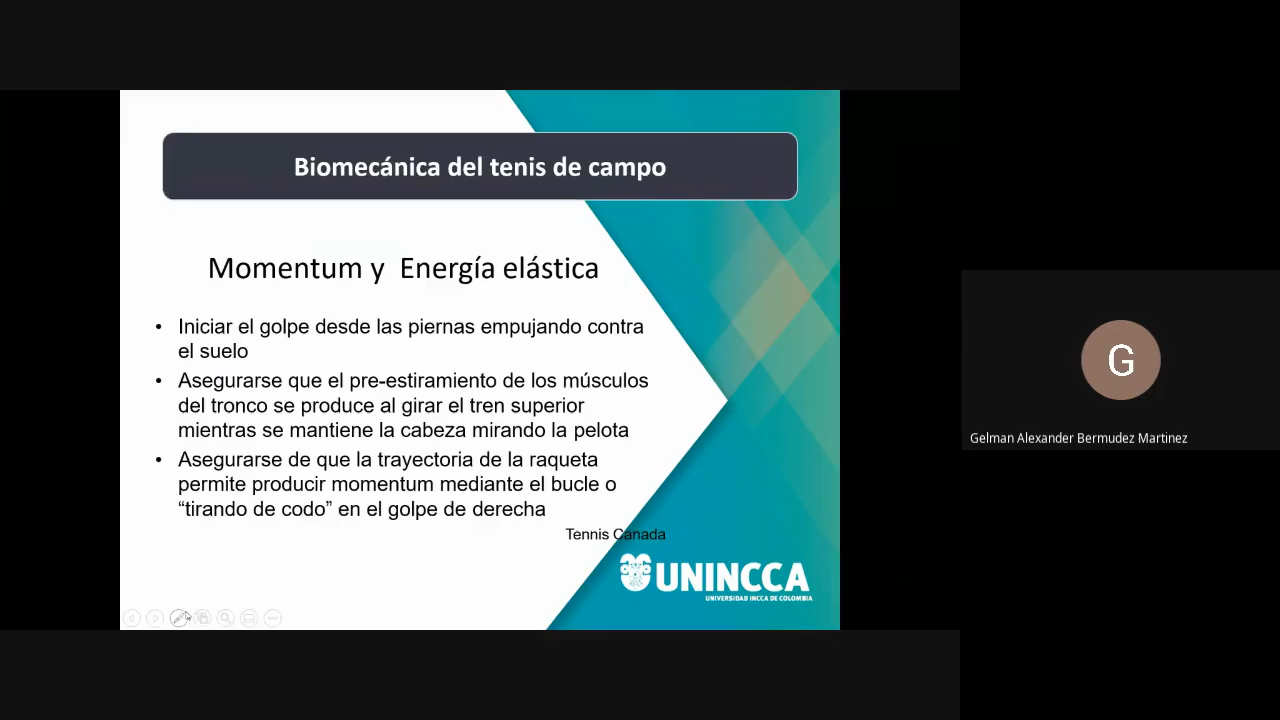 Biomecánica del tenis de campo
Momentum y  Energía elástica
• Iniciar el golpe desde las piernas empujando contra
el suelo
• Asegurarse que el pre-estiramiento de los músculos
del tronco se produce al girar el tren superior
mientras se mantiene la cabeza mirando la pelota
• Asegurarse de que la trayectoria de la raqueta
permite producir momentum mediante el bucle o
“tirando de codo” en el golpe de derecha
Tennis Canada
UNINCCA
UNIVERSIDAD INCCA DE COLOMBIA
G
Gelman Alexander Bermudez Martinez